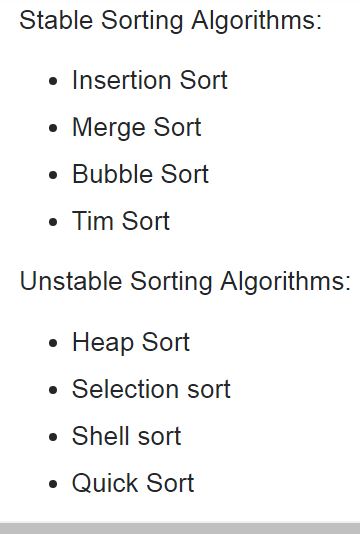 Stable Sorting Algorithms:
Insertion Sort
Merge Sort
Bubble Sort
Tim Sort
Unstable Sorting Algorithms:
Heap Sort
Selection sort
Shell sort
Quick Sort